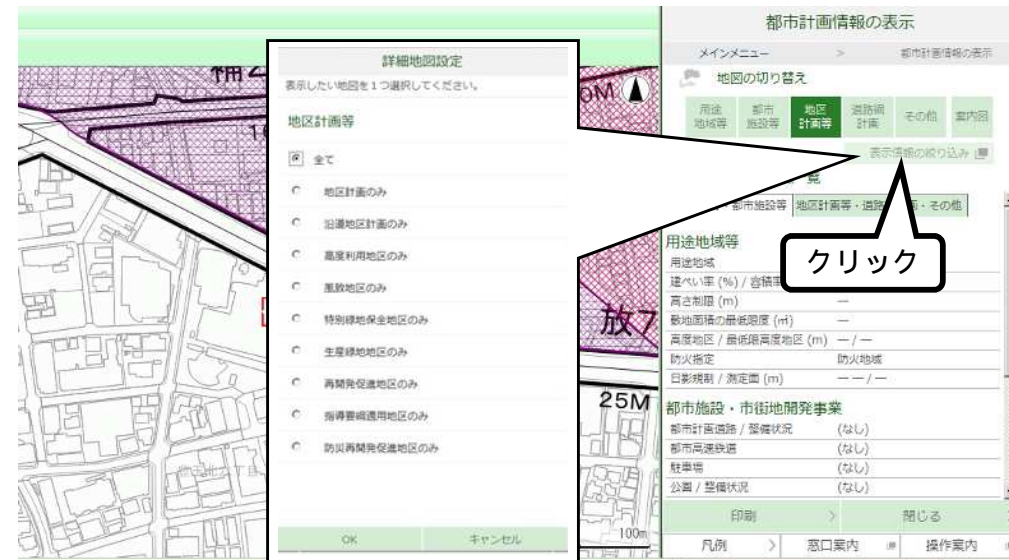 都市計画情報の表示
メインメニュー > 都市計画情報の表示
地図の切り替え
用途地域等 都市施設等 地区計画等 道路網計画 その他 案内図
表示情報の絞り込み
覧
都市施設等 地区計画等・道路 画・その他
用途地域等
用途地域
建ぺい率 (%) / 容積率
高さ制限 (m) ―
敷地面積の最低限度 (㎡) ―
高度地区 / 最低限高度地区 (m) ― / ―
防火指定 防火地域
日影規制 / 測定面 (m) ― ― / ―
都市施設・市街地開発事業
都市計画道路 / 整備状況 (なし)
都市高速鉄道 (なし)
駐車場 (なし)
公園 / 整備状況 (なし)
印刷 > 閉じる
凡例 > 窓口案内 操作案内
クリック
詳細地図設定
表示したい地図を1つ選択してください。
地区計画等
全て
地区計画のみ
沿道地区計画のみ
高度利用地区のみ
風致地区のみ
特別緑地保全地区のみ
生産緑地地区のみ
再開発促進地区のみ
指導要綱適用地区のみ
防災再開発促進地区のみ
OK キャンセル
放7
25M
100m